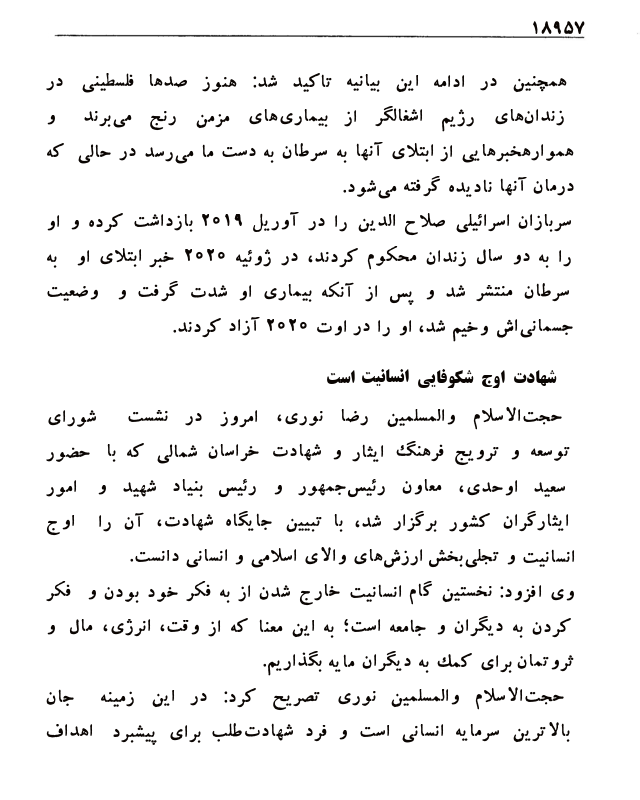 ۱۸۹۵۷
همچنین در ادامه این بیانیه تاکید شد: هنوز صدها فلسطینی در
زندان‌های رژیم اشغالگر از بیماری‌های مزمن رنج می‌برند و
هموارهخبرهایی از ابتلای آنها به سرطان به دست ما می‌رسد در حالی که
درمان آنها نادیده گرفته می‌شود.
سربازان اسرائیلی صلاح الدین را در آوریل ۲۰۱۹ بازداشت کرده و او
را به دو سال زندان محکوم کردند، در ژوئیه ۲۰۲۰ خبر ابتلای او به
سرطان منتشر شد و پس از آنکه بیماری او شدت گرفت و وضعیت
جسمانی‌اش وخیم شد، او را در اوت ۲۰۲۰ آزاد کردند.
شهادت اوج شکوفایی انسانیت است
حجت‌الاسلام والمسلمین رضا نوری، امروز در نشست شورای
توسعه و ترویج فرهنگ ایثار و شهادت خراسان شمالی که با حضور
سعید اوحدی، معاون رئیس‌جمهور و رئیس بنیاد شهید و امور
ایثارگران کشور برگزار شد، با تبیین جایگاه شهادت، آن را اوج
انسانیت و تجلی‌بخش ارزش‌های والای اسلامی و انسانی دانست.
وی افزود: نخستین گام انسانیت خارج شدن از به فکر خود بودن و فکر
کردن به دیگران و جامعه است؛ به این معنا که از وقت، انرژی، مال و
ثروتمان برای کمک به دیگران مایه بگذاریم.
حجت‌الاسلام والمسلمین نوری تصریح کرد: در این زمینه جان
بالاترین سرمایه انسانی است و فرد شهادت‌طلب برای پیشبرد اهداف